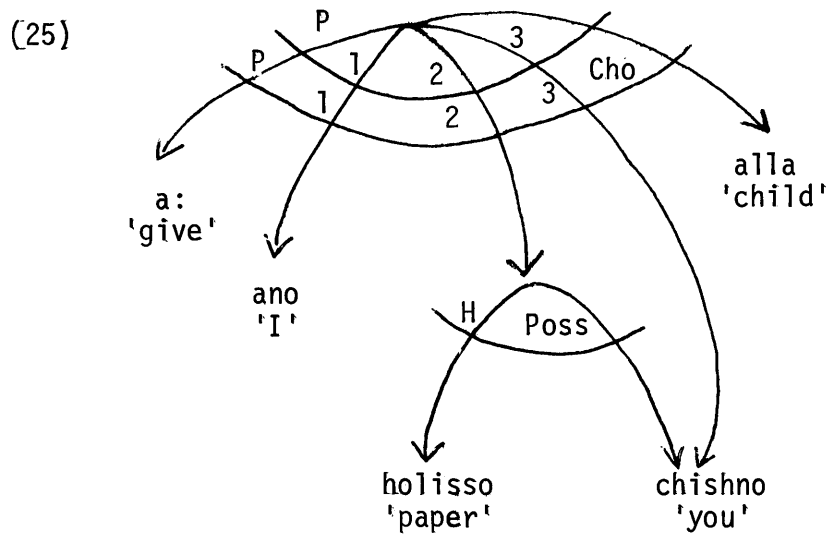 (25)
P
3
P
1
2
Cho
1
2
3
alla
'child'
a:
'give'
ano
'I'
H
Poss
holisso
'paper'
chishno
'you'